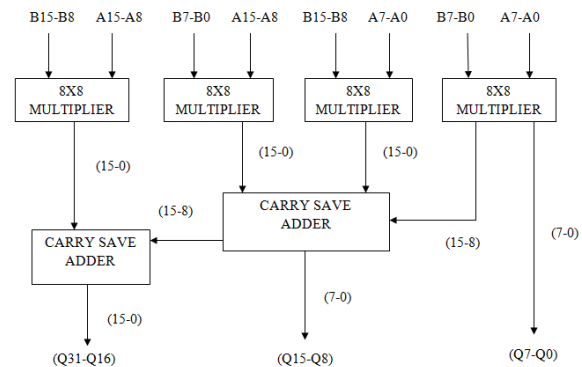 B15-B8 A15-A8 B7-B0 A15-A8 B15-B8 A7-A0 B7-B0 A7-A0
8X8
MULTIPLIER
8X8
MULTIPLIER
8X8
MULTIPLIER
8X8
MULTIPLIER
(15-0)
(15-0)
(15-0)
CARRY SAVE
ADDER
(15-8)
(15-8)
(7-0)
CARRY SAVE
ADDER
(7-0)
(15-0)
(Q31-Q16)
(Q15-Q8)
(Q7-Q0)